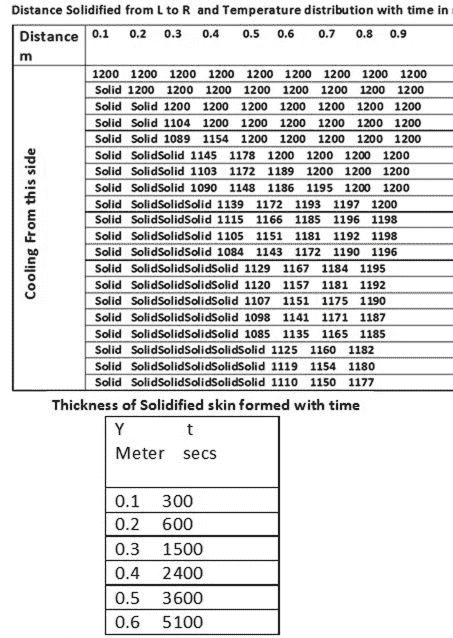 Distance Solidified from L to R and Temperature distribution with time in
Distance m 0.1 0.2 0.3 0.4 0.5 0.6 0.7 0.8 0.9
Cooling From this side
1200 1200 1200 1200 1200 1200 1200 1200 1200
Solid 1200 1200 1200 1200 1200 1200 1200 1200
Solid Solid 1200 1200 1200 1200 1200 1200 1200
Solid Solid 1104 1200 1200 1200 1200 1200 1200
Solid Solid 1089 1154 1200 1200 1200 1200 1200
Solid SolidSolid 1145 1178 1200 1200 1200 1200
Solid SolidSolid 1103 1172 1189 1200 1200 1200
Solid SolidSolid 1090 1148 1186 1195 1200 1200
Solid SolidSolidSolid 1139 1172 1193 1197 1200
Solid SolidSolidSolid 1115 1166 1185 1196 1198
Solid SolidSolidSolid 1105 1151 1181 1192 1198
Solid SolidSolidSolid 1084 1143 1172 1190 1196
Solid SolidSolidSolidSolid 1129 1167 1184 1195
Solid SolidSolidSolidSolid 1120 1157 1181 1192
Solid SolidSolidSolidSolid 1107 1151 1175 1190
Solid SolidSolidSolidSolid 1098 1141 1171 1187
Solid SolidSolidSolidSolid 1085 1135 1165 1185
Solid SolidSolidSolidSolidSolid 1125 1160 1182
Solid SolidSolidSolidSolidSolid 1119 1154 1180
Solid SolidSolidSolidSolidSolid 1110 1150 1177
Thickness of Solidified skin formed with time
Y t
Meter secs
0.1 300
0.2 600
0.3 1500
0.4 2400
0.5 3600
0.6 5100